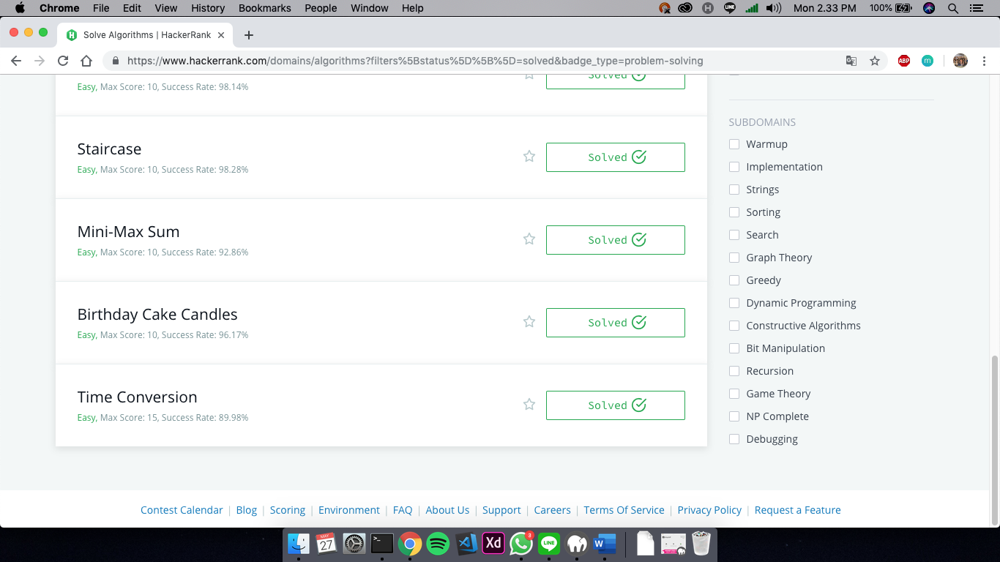 Chrome File Edit View History Bookmarks People Window Help
Mon 2.33 PM 100%
Solve Algorithms | HackerRank
https://www.hackerrank.com/domains/algorithms?filters%5Bstatus%5D%5B%5D=solved&badge_type=problem-solving
ABP m
Solved
Easy, Max Score: 10, Success Rate: 98.14%
Staircase
Easy, Max Score: 10, Success Rate: 98.28%
Solved
Mini-Max Sum
Easy, Max Score: 10, Success Rate: 92.86%
Solved
Birthday Cake Candles
Easy, Max Score: 10, Success Rate: 96.17%
Solved
Time Conversion
Easy, Max Score: 15, Success Rate: 89.98%
Solved
SUBDOMAINS
Warmup
Implementation
Strings
Sorting
Search
Graph Theory
Greedy
Dynamic Programming
Constructive Algorithms
Bit Manipulation
Recursion
Game Theory
NP Complete
Debugging
Contest Calendar | Blog | Scoring | Environment | FAQ | About Us | Support | Careers | Terms Of Service | Privacy Policy | Request a Feature
MAY
27
Xd
3
LINE
W